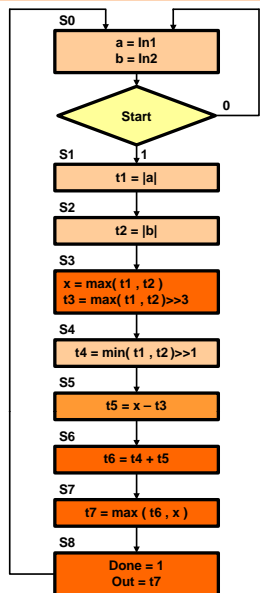 S0
a = In1
b = In2
Start
0
1
S1
t1 = |a|
S2
t2 = |b|
S3
x = max( t1 , t2 )
t3 = max( t1 , t2 )>>3
S4
t4 = min( t1 , t2 )>>1
S5
t5 = x – t3
S6
t6 = t4 + t5
S7
t7 = max ( t6 , x )
S8
Done = 1
Out = t7